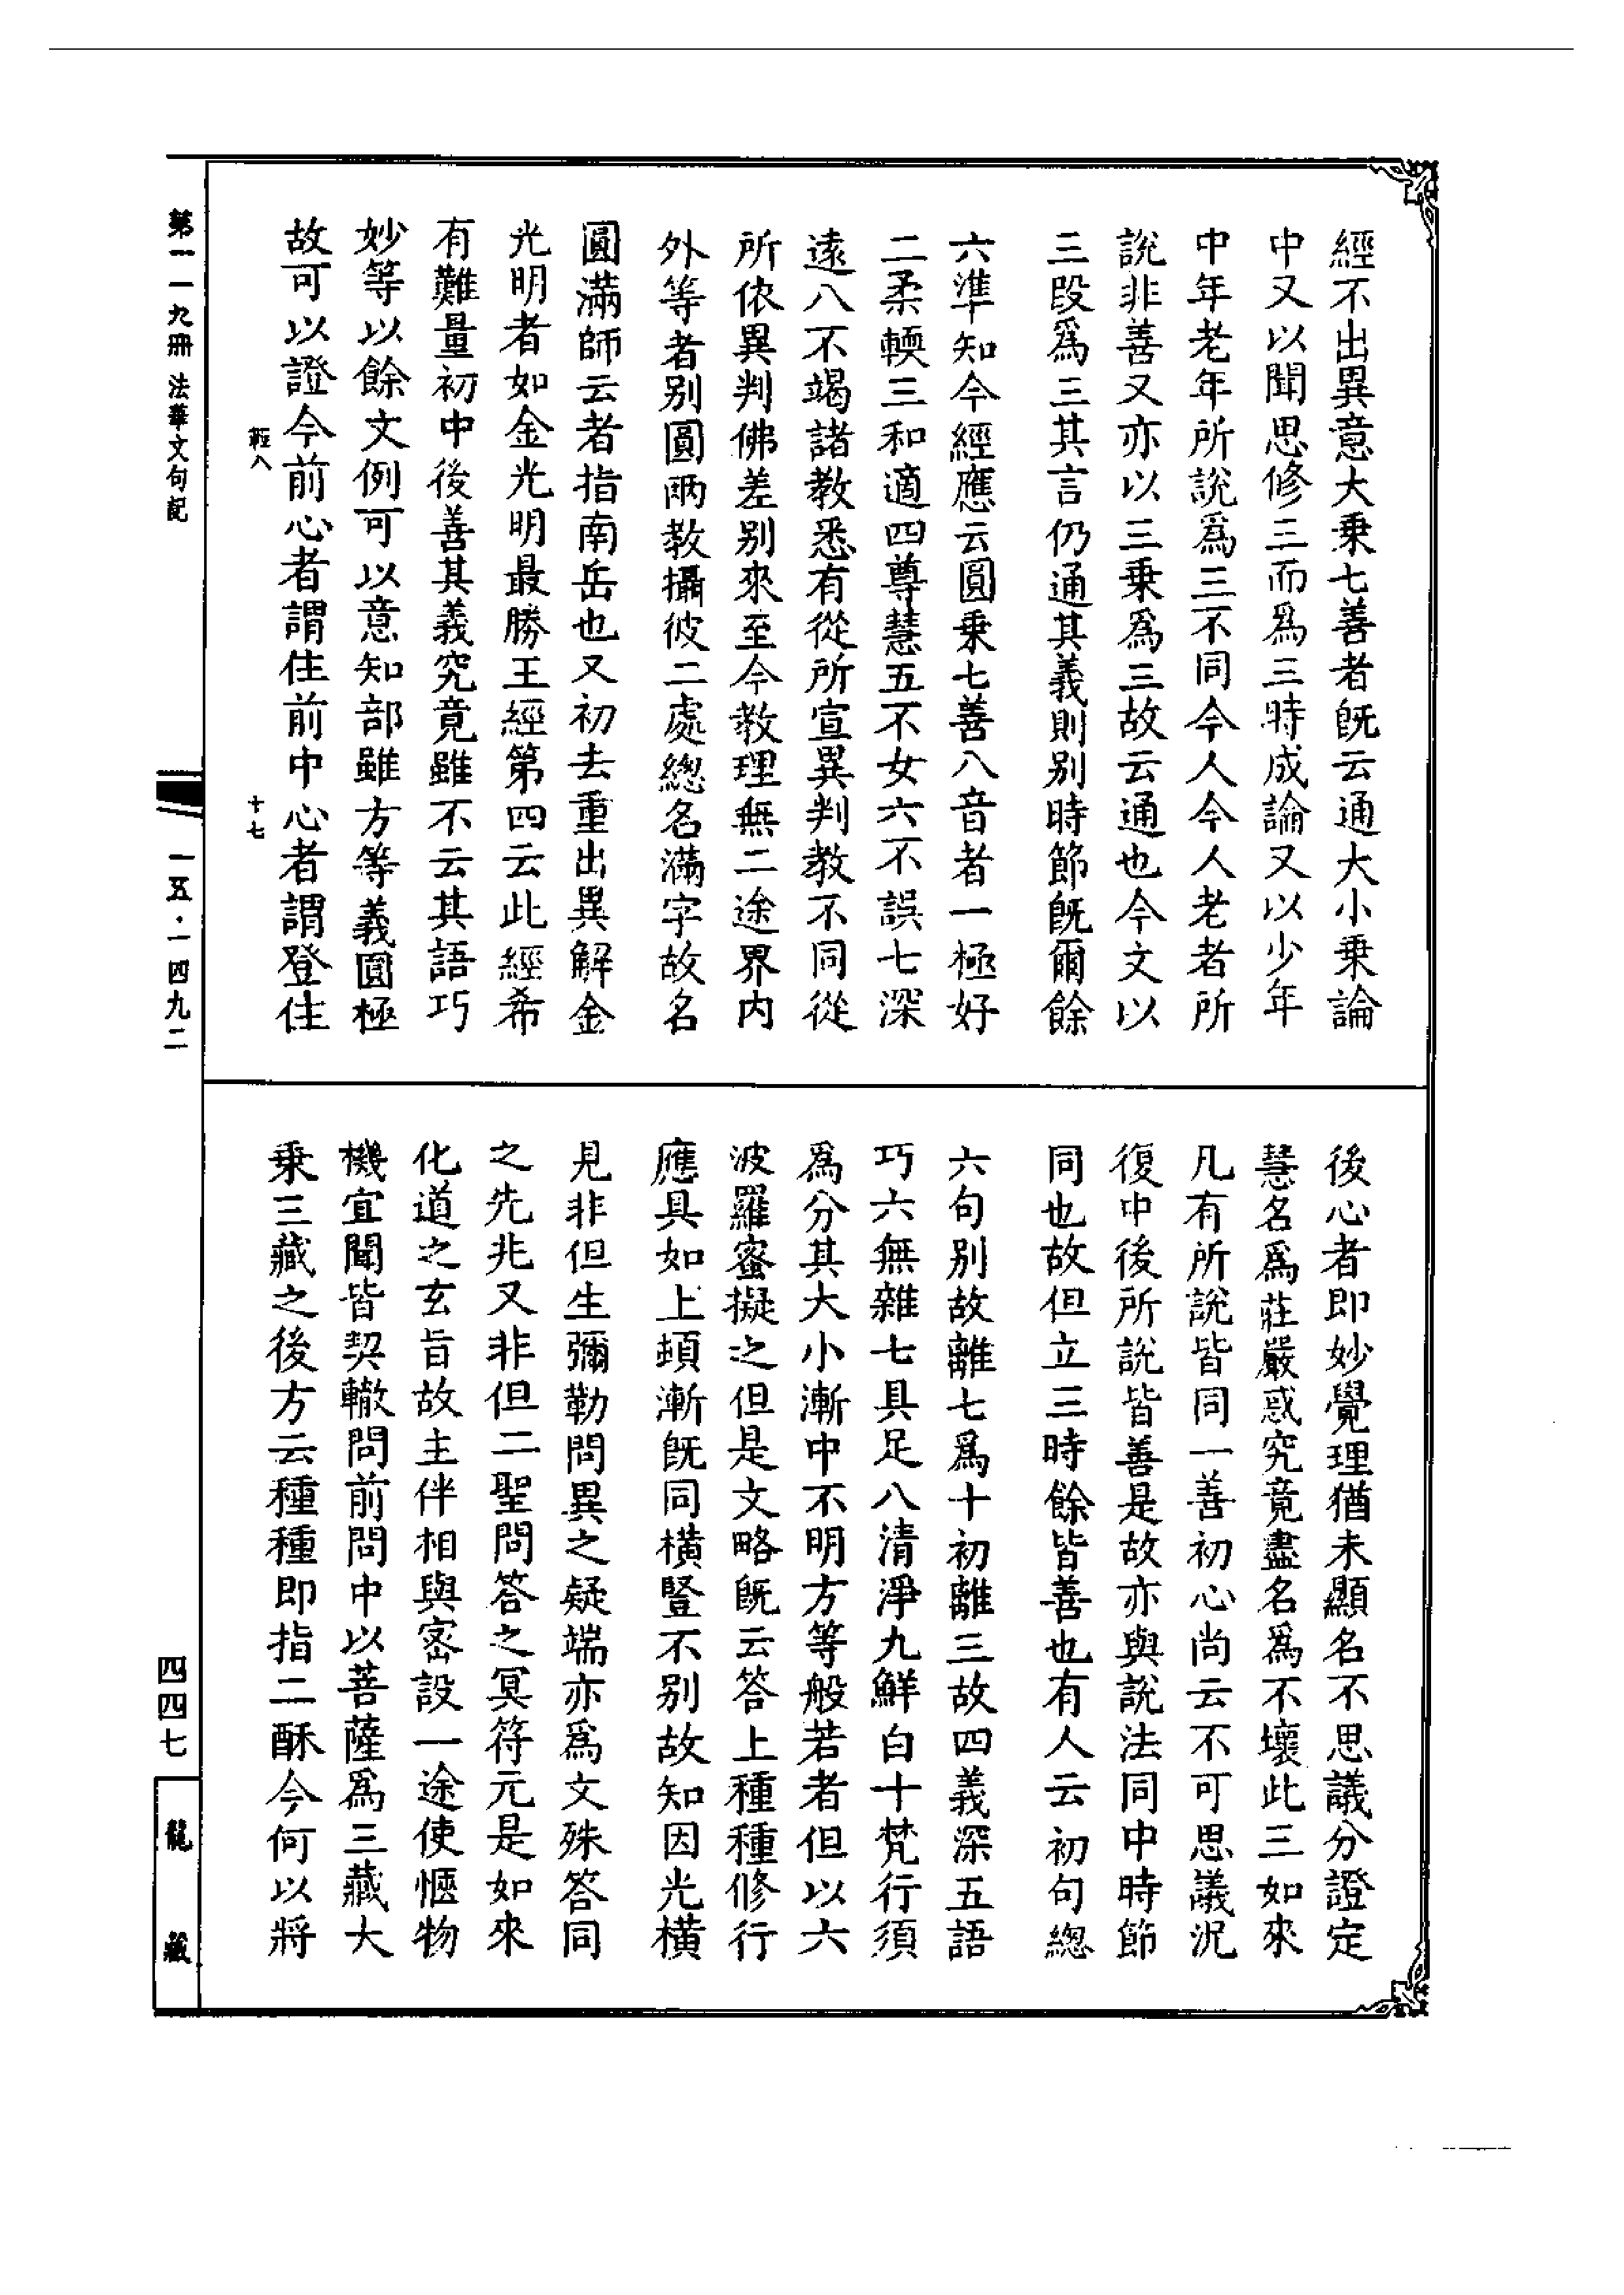 經不出異意大乗七善者旣云通大小乗論
中又以聞思修三而爲三時成論又以少年
中年老年所說爲三不同今人今人老者所
說非善又亦以三乗爲三故云通也今文以
三段爲三其言仍通其義則别時節旣爾餘
六準知今經應云圓乗七善八音者一極好
二柔輭三和適四尊慧五不女六不誤七深
遠八不竭諸教悉有從所宣異判教不同從
所依異判佛差别來至今教理無二途界内
外等者别圓兩教攝彼二處總名滿字故名
圓滿師云者指南岳也又初去重出異解金
光明者如金光明最勝王經第四云此經希
有難量初中後善其義究竟雖不云其語巧
妙等以餘文例可以意知部雖方等義圓極
故可以證今前心者謂住前中心者謂登住
後心者即妙覺理猶未顯名不思議分證定
慧名爲莊嚴惑究竟盡名爲不壞此三如來
凡有所說皆同一善初心尚云不可思議況
復中後所說皆善是故亦與說法同中時節
同也故但立三時餘皆善也有人云初句總
六句别故離七爲十初離三故四義深五語
巧六無雜七具足八清淨九鮮白十梵行須
爲分其大小漸中不明方等般若者但以六
波羅蜜擬之但是文略旣云答上種種修行
應具如上頓漸旣同橫豎不别故知因光橫
見非但生彌勒問異之疑端亦爲文殊答同
之先兆又非但二聖問答之冥符元是如來
化道之玄旨故主伴相與密設一途使愜物
機宜聞皆契轍問前問中以菩薩爲三藏大
乗三藏之後方云種種即指二酥今何以將
第一一九冊 法華文句記
十七
一五·一四九二
四四七
龍藏